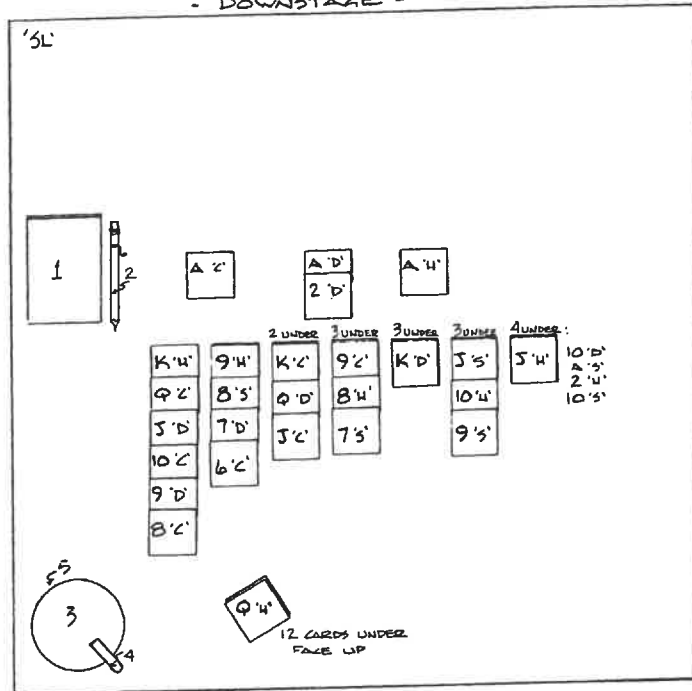 - DOWNSTAGE -
'SL'
1
2
5
A 'C'
A 'D'
2 'D'
A 'H'
2 UNDER
3 UNDER
3 UNDER
3 UNDER
4 UNDER:
K 'H'
Q 'C'
J 'D'
10 'C'
9 'D'
8 'C'
9 'H'
8 'S'
7 'D'
6 'C'
K 'C'
Q 'D'
J 'C'
9 'C'
8 'H'
7 'S'
K 'D'
J 'S'
10 'H'
9 'S'
J 'H'
10 'D'
A 'S'
2 'H'
10 'S'
5
3
4
Q 'H'
12 CARDS UNDER
FACE UP